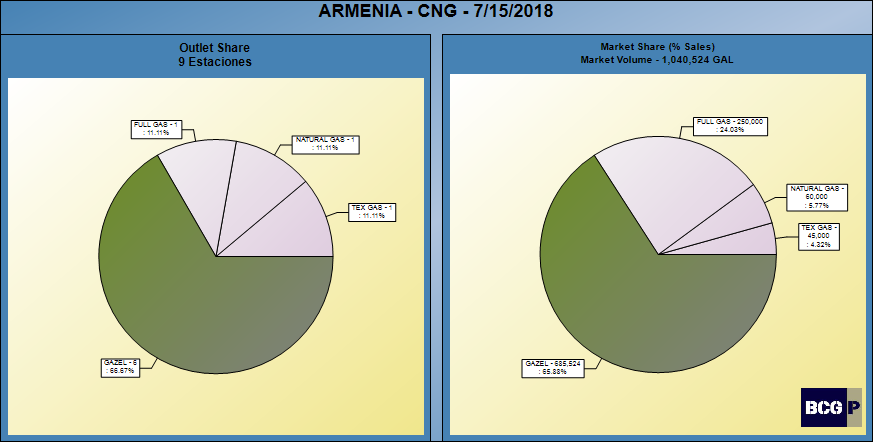 ARMENIA - CNG - 7/15/2018
Outlet Share
9 Estaciones
FULL GAS - 1
: 11.11%
NATURAL GAS - 1
: 11.11%
TEX GAS - 1
: 11.11%
GAZEL - 6
: 66.67%
Market Share (% Sales)
Market Volume - 1,040,524 GAL
FULL GAS - 250,000
: 24.03%
NATURAL GAS -
60,000
: 5.77%
TEX GAS -
45,000
: 4.32%
GAZEL - 685,524
: 65.88%
BCG P